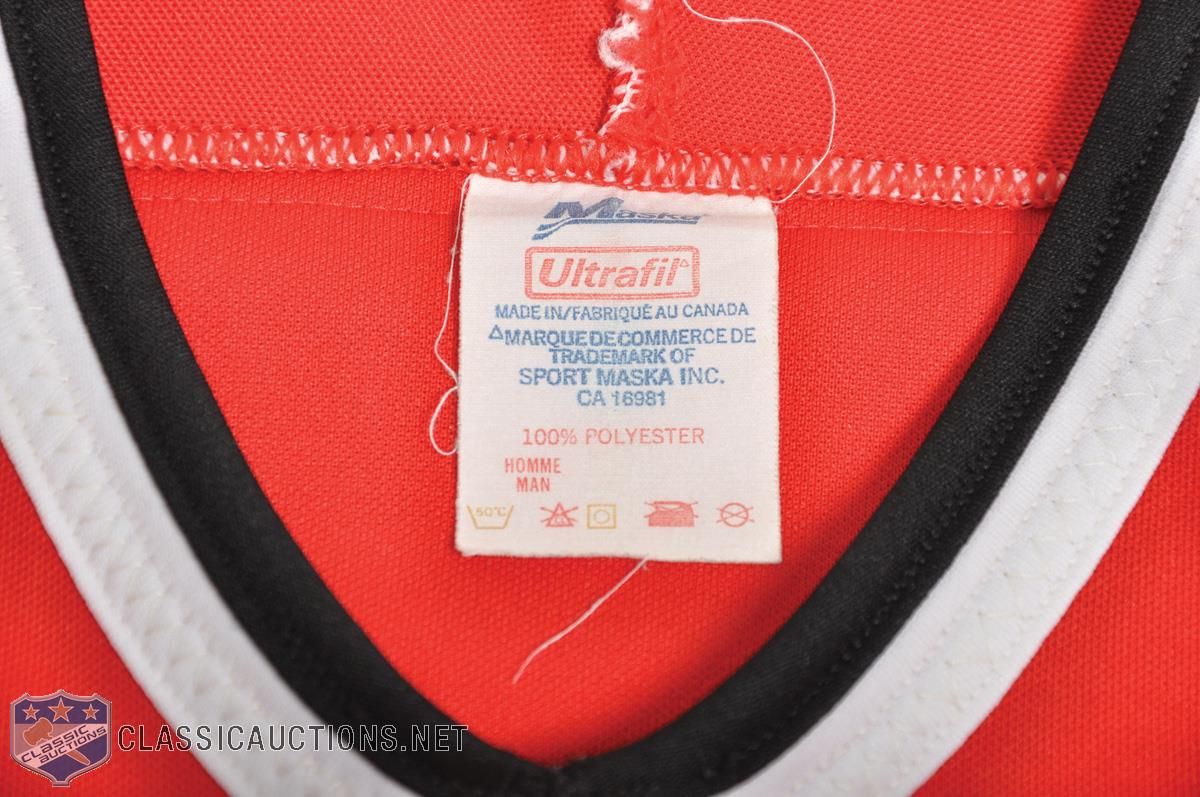 Maska
Ultrafil△
MADE IN/FABRIQUÉ AU CANADA
△MARQUE DE COMMERCE DE
TRADEMARK OF
SPORT MASKA INC.
CA 16981
100% POLYESTER
HOMME
MAN
50°C
CLASSIC
AUCTIONS
CLASSICAUCTIONS.NET